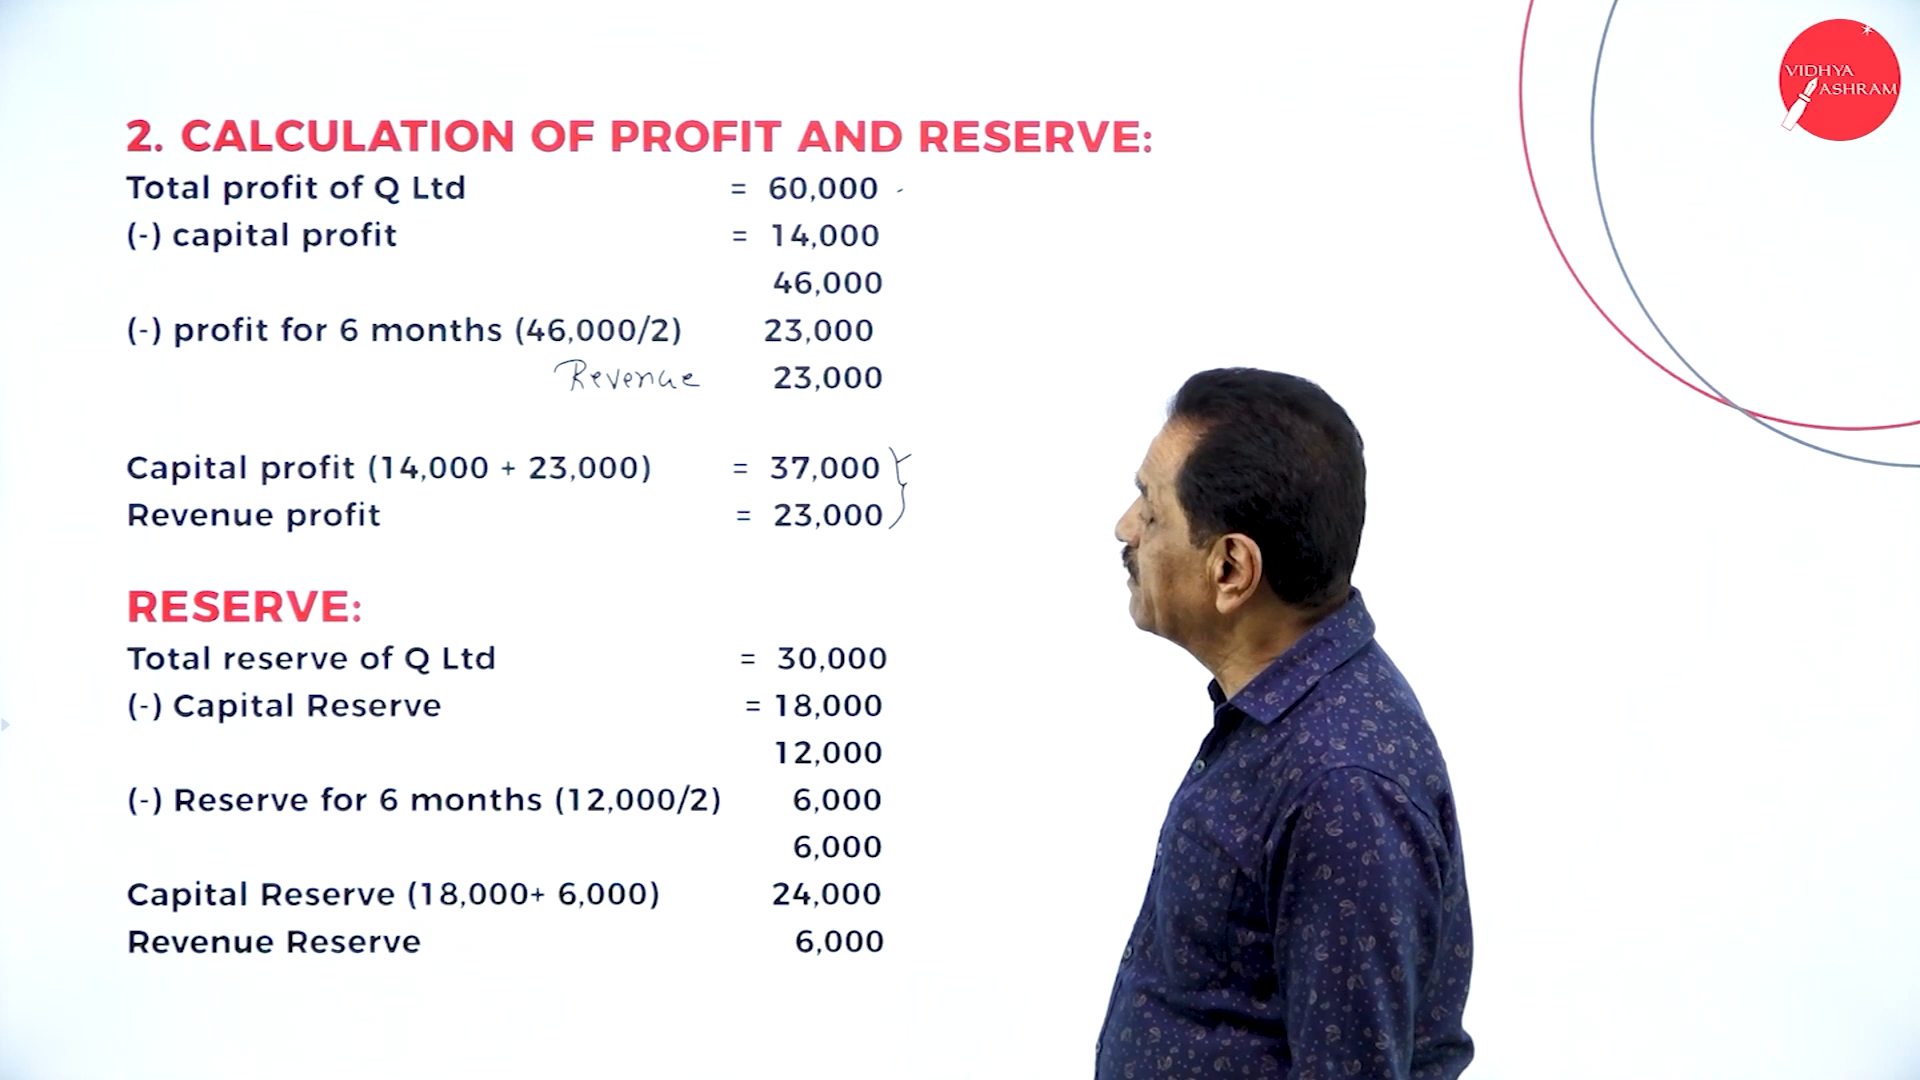 VIDHYA
ASHRAM
2. CALCULATION OF PROFIT AND RESERVE:
Total profit of Q Ltd = 60,000
(-) capital profit = 14,000
46,000
(-) profit for 6 months (46,000/2) 23,000
Revenue 23,000
Capital profit (14,000 + 23,000) = 37,000
Revenue profit = 23,000
RESERVE:
Total reserve of Q Ltd = 30,000
(-) Capital Reserve = 18,000
12,000
(-) Reserve for 6 months (12,000/2) 6,000
6,000
Capital Reserve (18,000+ 6,000) 24,000
Revenue Reserve 6,000